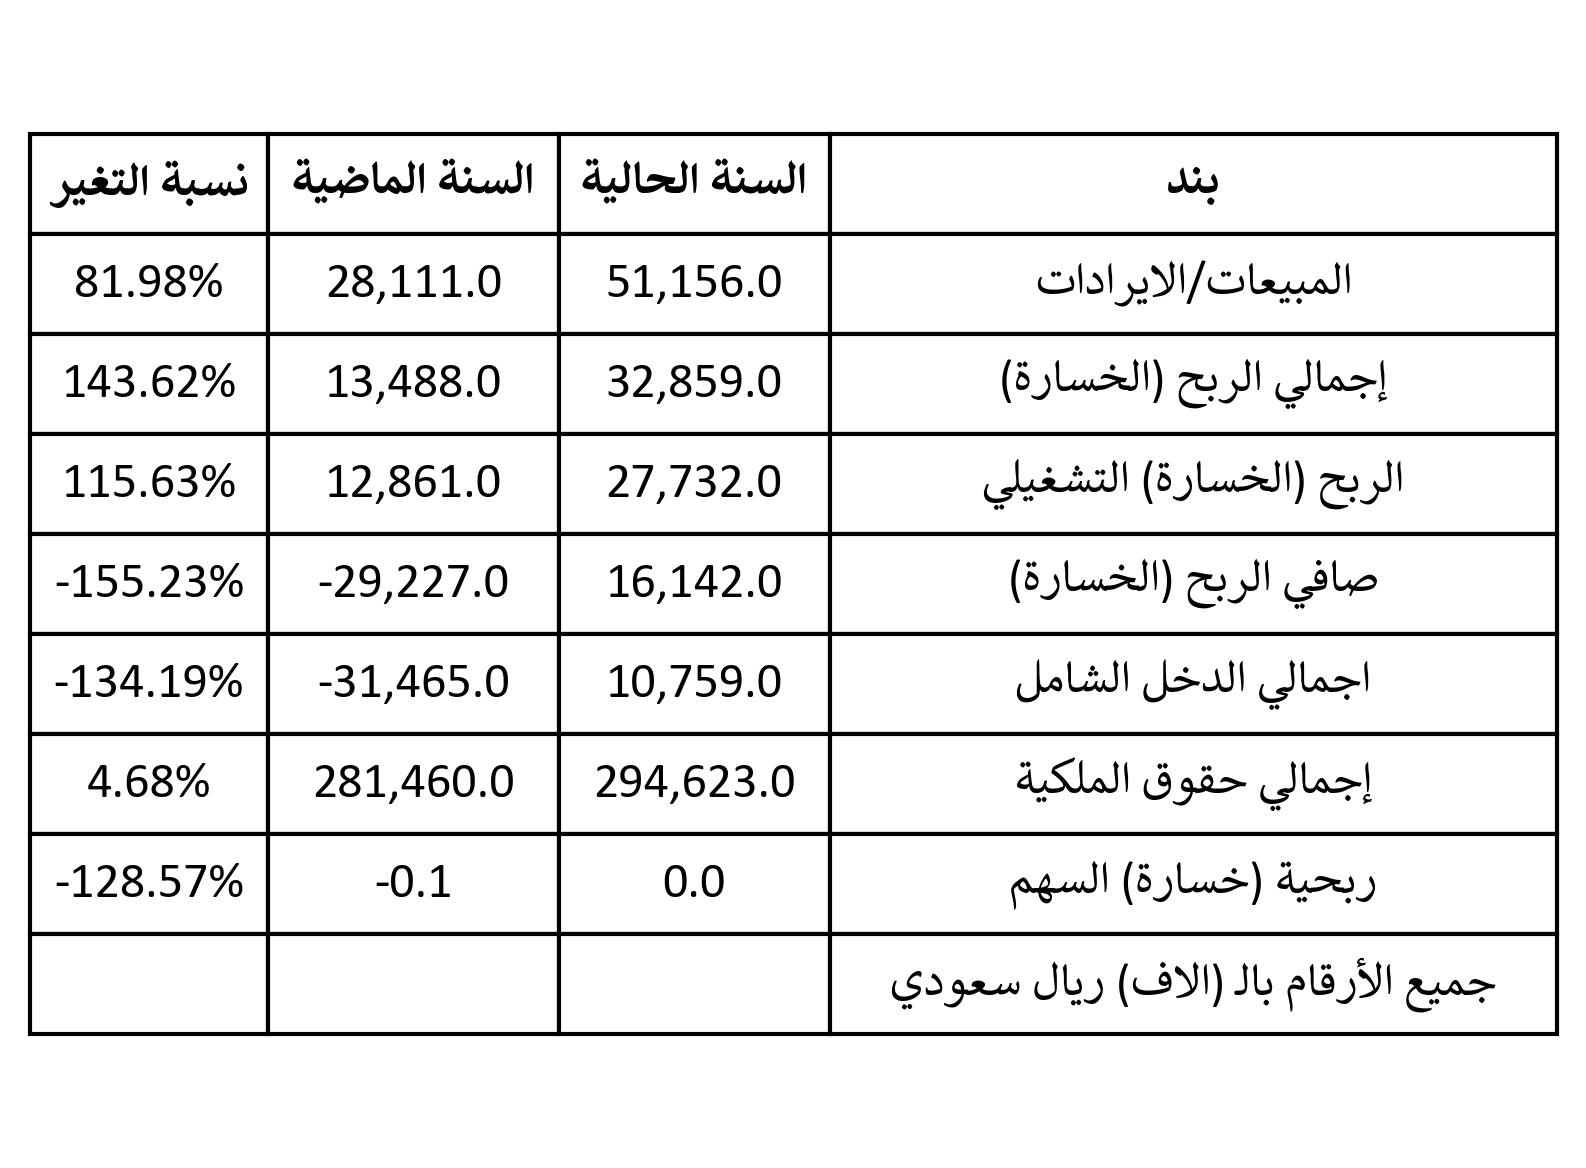 بند السنة الحالية السنة الماضية نسبة التغير
المبيعات/الايرادات 51,156.0 28,111.0 81.98%
إجمالي الربح (الخسارة) 32,859.0 13,488.0 143.62%
الربح (الخسارة) التشغيلي 27,732.0 12,861.0 115.63%
صافي الربح (الخسارة) 16,142.0 -29,227.0 -155.23%
اجمالي الدخل الشامل 10,759.0 -31,465.0 -134.19%
إجمالي حقوق الملكية 294,623.0 281,460.0 4.68%
ربحية (خسارة) السهم 0.0 -0.1 -128.57%
جميع الأرقام بالـ (الاف) ريال سعودي